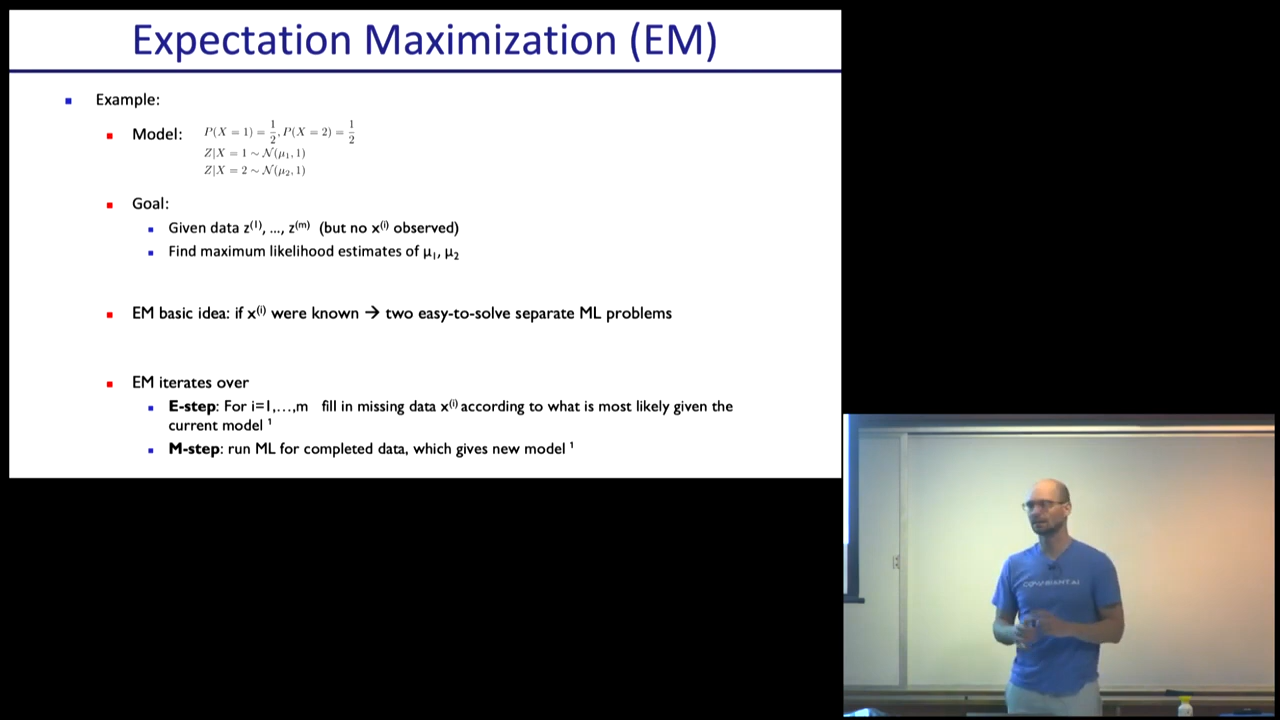 Expectation Maximization (EM)
Example:
Model: P(X = 1) = 1/2, P(X = 2) = 1/2
Z|X = 1 ~ N(μ₁, 1)
Z|X = 2 ~ N(μ₂, 1)
Goal:
Given data z⁽¹⁾, ..., z⁽ᵐ⁾ (but no x⁽ⁱ⁾ observed)
Find maximum likelihood estimates of μ₁, μ₂
EM basic idea: if x⁽ⁱ⁾ were known → two easy-to-solve separate ML problems
EM iterates over
E-step: For i=1,...,m fill in missing data x⁽ⁱ⁾ according to what is most likely given the
current model ¹
M-step: run ML for completed data, which gives new model ¹
COVARIANT.AI